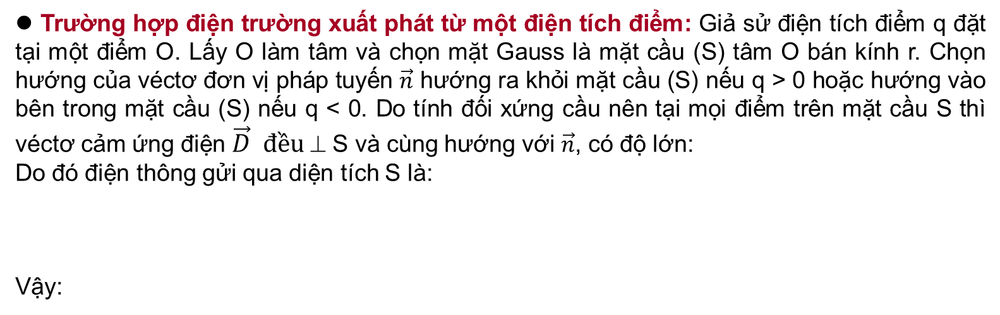 ● Trường hợp điện trường xuất phát từ một điện tích điểm: Giả sử điện tích điểm q đặt
tại một điểm O. Lấy O làm tâm và chọn mặt Gauss là mặt cầu (S) tâm O bán kính r. Chọn
hướng của véctơ đơn vị pháp tuyến \vec{n} hướng ra khỏi mặt cầu (S) nếu q > 0 hoặc hướng vào
bên trong mặt cầu (S) nếu q < 0. Do tính đối xứng cầu nên tại mọi điểm trên mặt cầu S thì
véctơ cảm ứng điện \vec{D} đều ⊥ S và cùng hướng với \vec{n}, có độ lớn:
Do đó điện thông gửi qua diện tích S là:
Vậy: